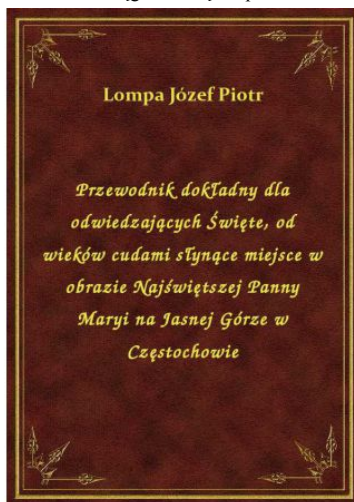 Lompa Józef Piotr
Przewodnik dokładny dla
odwiedzających Święte, od
wieków cudami słynące miejsce w
obrazie Najświętszej Panny
Maryi na Jasnej Górze w
Częstochowie